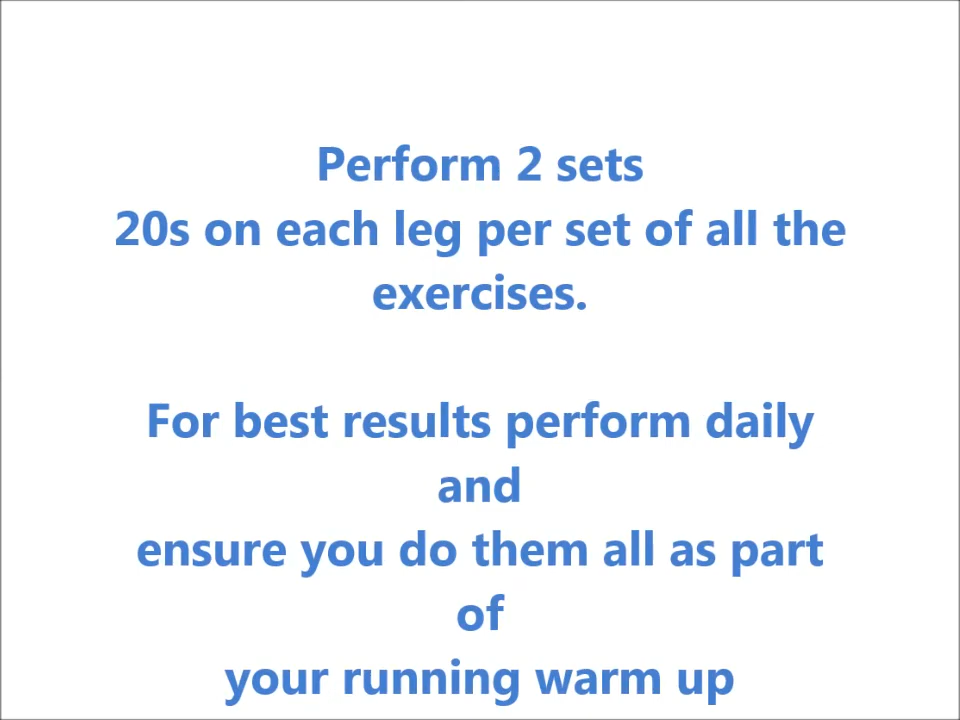 Perform 2 sets
20s on each leg per set of all the
exercises.
For best results perform daily
and
ensure you do them all as part
of
your running warm up